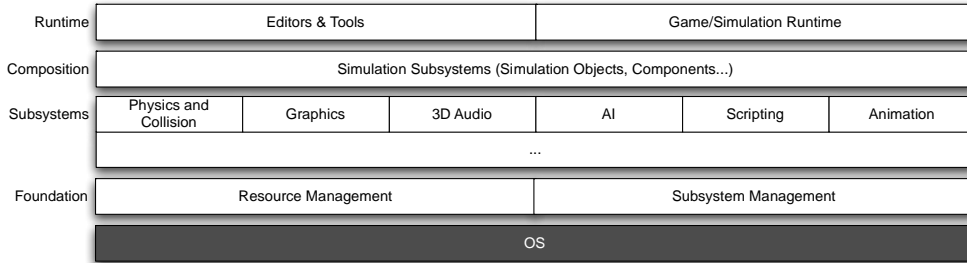 Runtime
Editors & Tools
Game/Simulation Runtime
Composition
Simulation Subsystems (Simulation Objects, Components...)
Subsystems
Physics and
Collision
Graphics
3D Audio
AI
Scripting
Animation
...
Foundation
Resource Management
Subsystem Management
OS